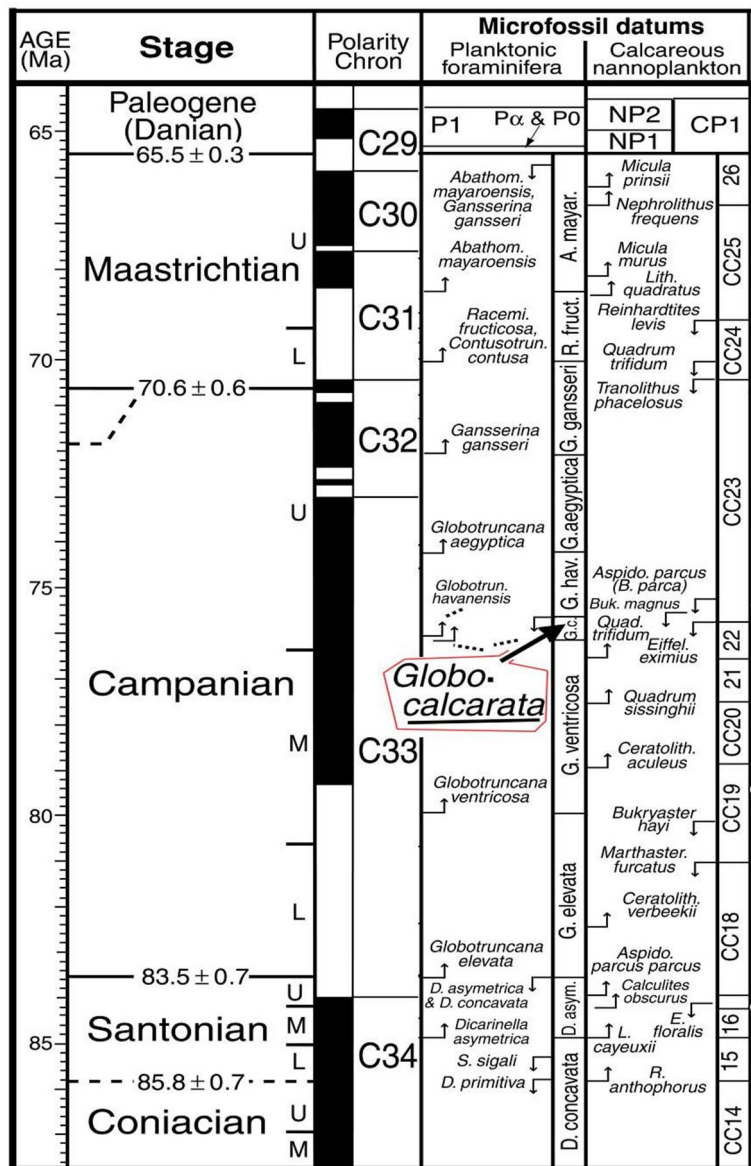 AGE
(Ma)
Stage
Polarity
Chron
Microfossil datums
Planktonic
foraminifera
Calcareous
nannoplankton
65
70
75
80
85
Paleogene
(Danian)
65.5 ± 0.3
Maastrichtian
U
L
70.6 ± 0.6
Campanian
U
M
L
83.5 ± 0.7
Santonian
U
M
L
85.8 ± 0.7
Coniacian
U
M
C29
C30
C31
C32
C33
C34
P1
Pα & P0
Abathom.
mayaroensis,
Gansserina
gansseri
Abathom.
mayaroensis
Racemi.
fructicosa,
Contusotrun.
contusa
Gansserina
gansseri
Globotruncana
aegyptica
Globotrun.
havanensis
Globo-
calcarata
Globotruncana
ventricosa
Globotruncana
elevata
D. asymetrica
& D. concavata
Dicarinella
asymetrica
S. sigali
D. primitiva
A. mayar.
R. fruct.
G. gansseri
G.aegyptica
G. hav.
G.c.
G. ventricosa
G. elevata
D. asym.
D. concavata
NP2
NP1
CP1
Micula
prinsii
Nephrolithus
frequens
Micula
murus
Lith.
quadratus
Reinhardtites
levis
Quadrum
trifidum
Tranolithus
phacelosus
Aspido. parcus
(B. parca)
Buk. magnus
Quad.
trifidum
Eiffel.
eximius
Quadrum
sissinghii
Ceratolith.
aculeus
Bukryaster
hayi
Marthaster.
furcatus
Ceratolith.
verbeekii
Aspido.
parcus parcus
Calculites
obscurus
E.
floralis
L.
cayeuxii
R.
anthophorus
26
CC25
CC24
CC23
22
21
CC20
CC19
CC18
16
15
CC14